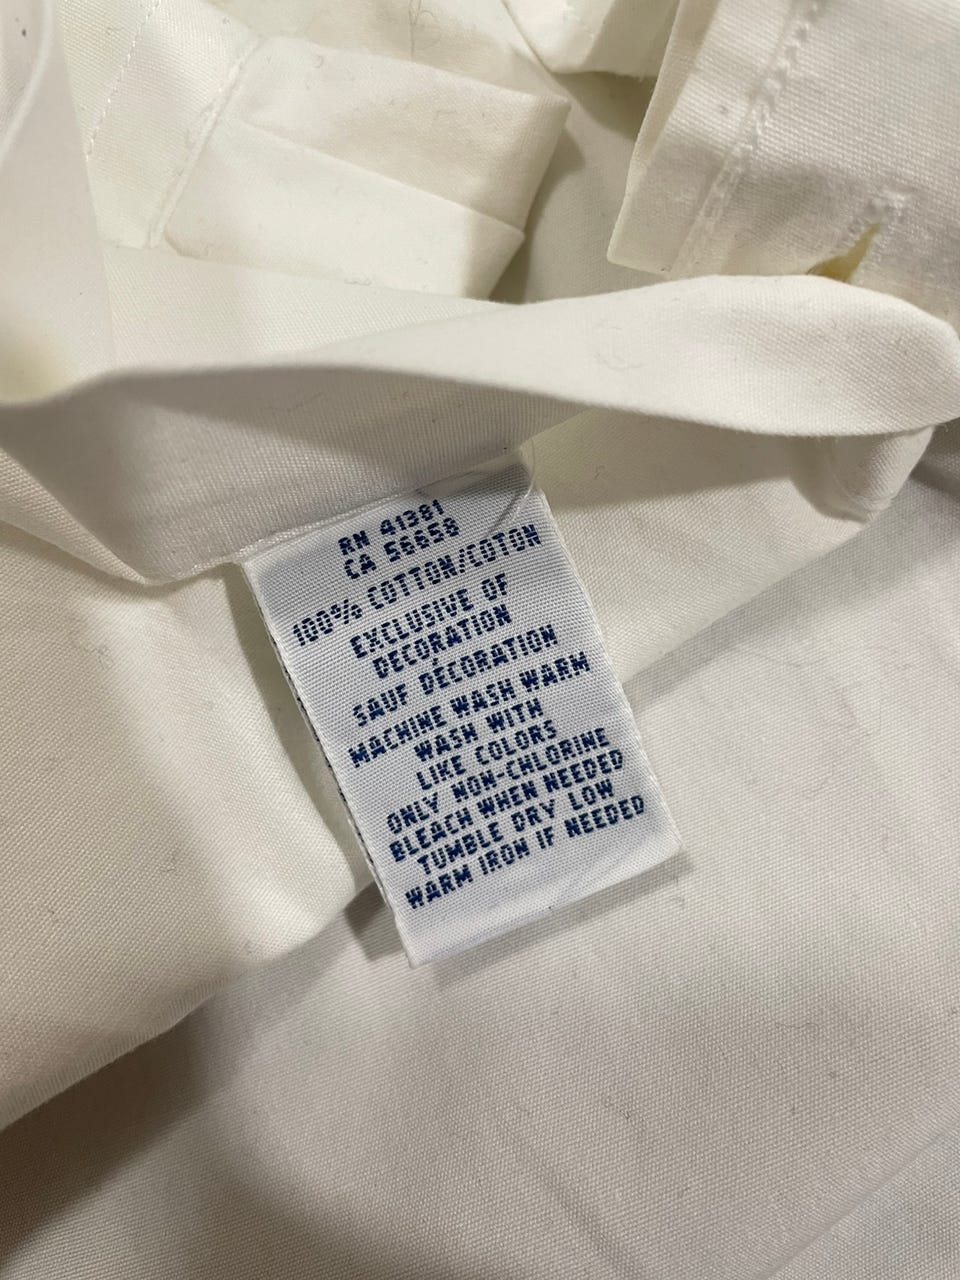 RN 41381
CA 56658
100% COTTON/COTON
EXCLUSIVE OF
DECORATION
SAUF DÉCORATION
MACHINE WASH WARM
WASH WITH
LIKE COLORS
ONLY NON-CHLORINE
BLEACH WHEN NEEDED
TUMBLE DRY LOW
WARM IRON IF NEEDED